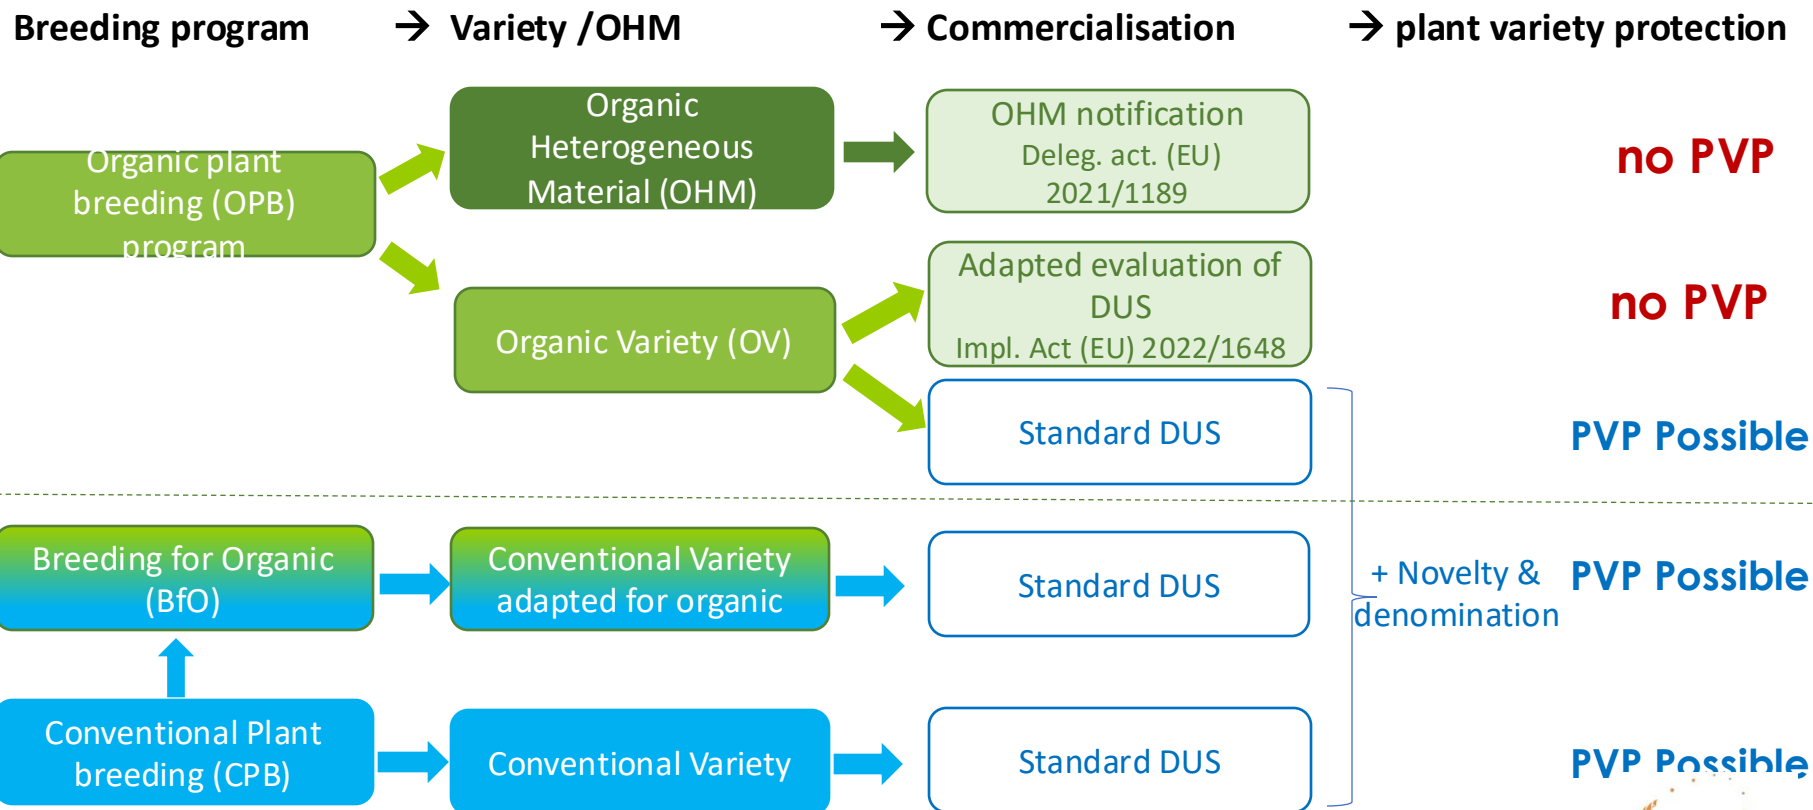 Breeding program → Variety /OHM → Commercialisation → plant variety protection
Organic plant
breeding (OPB)
program
Organic
Heterogeneous
Material (OHM)
OHM notification
Deleg. act. (EU)
2021/1189
no PVP
Organic Variety (OV)
Adapted evaluation of
DUS
Impl. Act (EU) 2022/1648
no PVP
Standard DUS
PVP Possible
Breeding for Organic
(BfO)
Conventional Variety
adapted for organic
Standard DUS
+ Novelty &
denomination
PVP Possible
Conventional Plant
breeding (CPB)
Conventional Variety
Standard DUS
PVP Possible